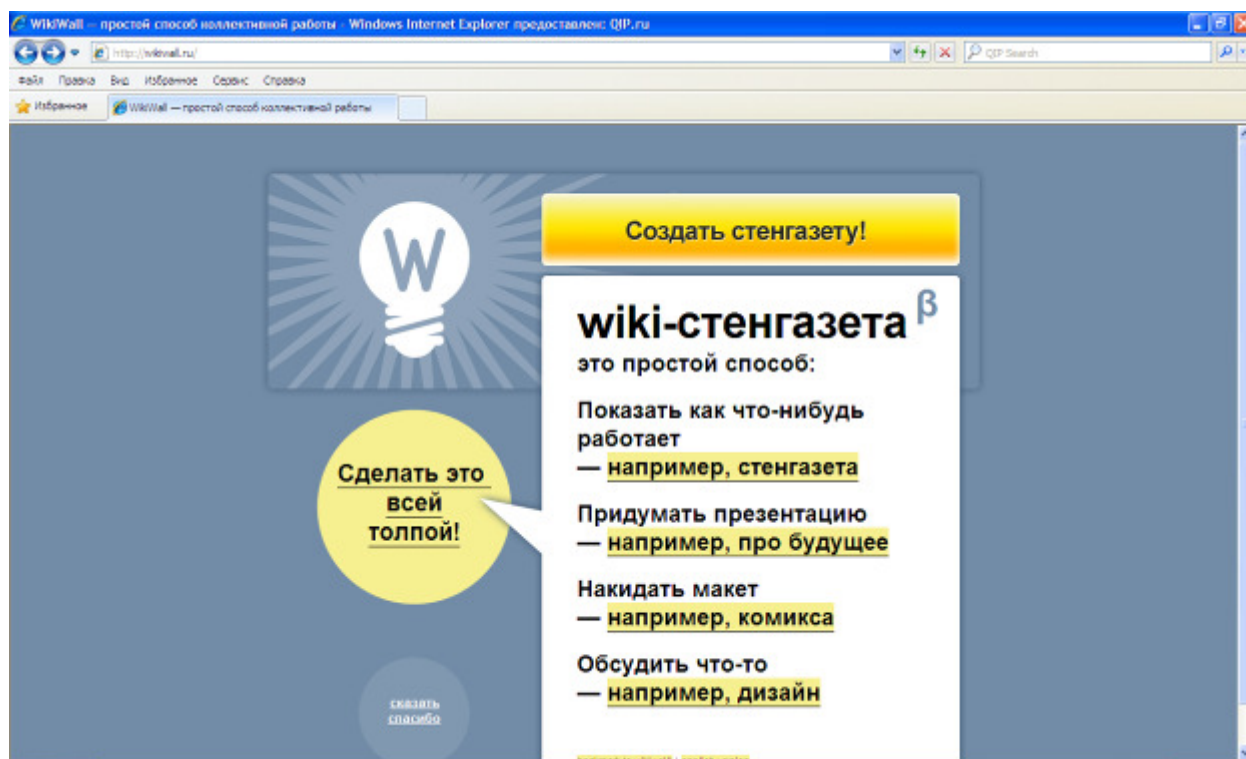 WikiWall — простой способ коллективной работы - Windows Internet Explorer предоставлен: QIP.ru
http://wikiwall.ru/
QIP Search
Файл Правка Вид Избранное Сервис Справка
Избранное
WikiWall — простой способ коллективной работы
W
Создать стенгазету!
wiki-стенгазета β
это простой способ:
Показать как что-нибудь
работает
— например, стенгазета
Сделать это
всей
толпой!
Придумать презентацию
— например, про будущее
Накидать макет
— например, комикса
Обсудить что-то
— например, дизайн
сказать
спасибо